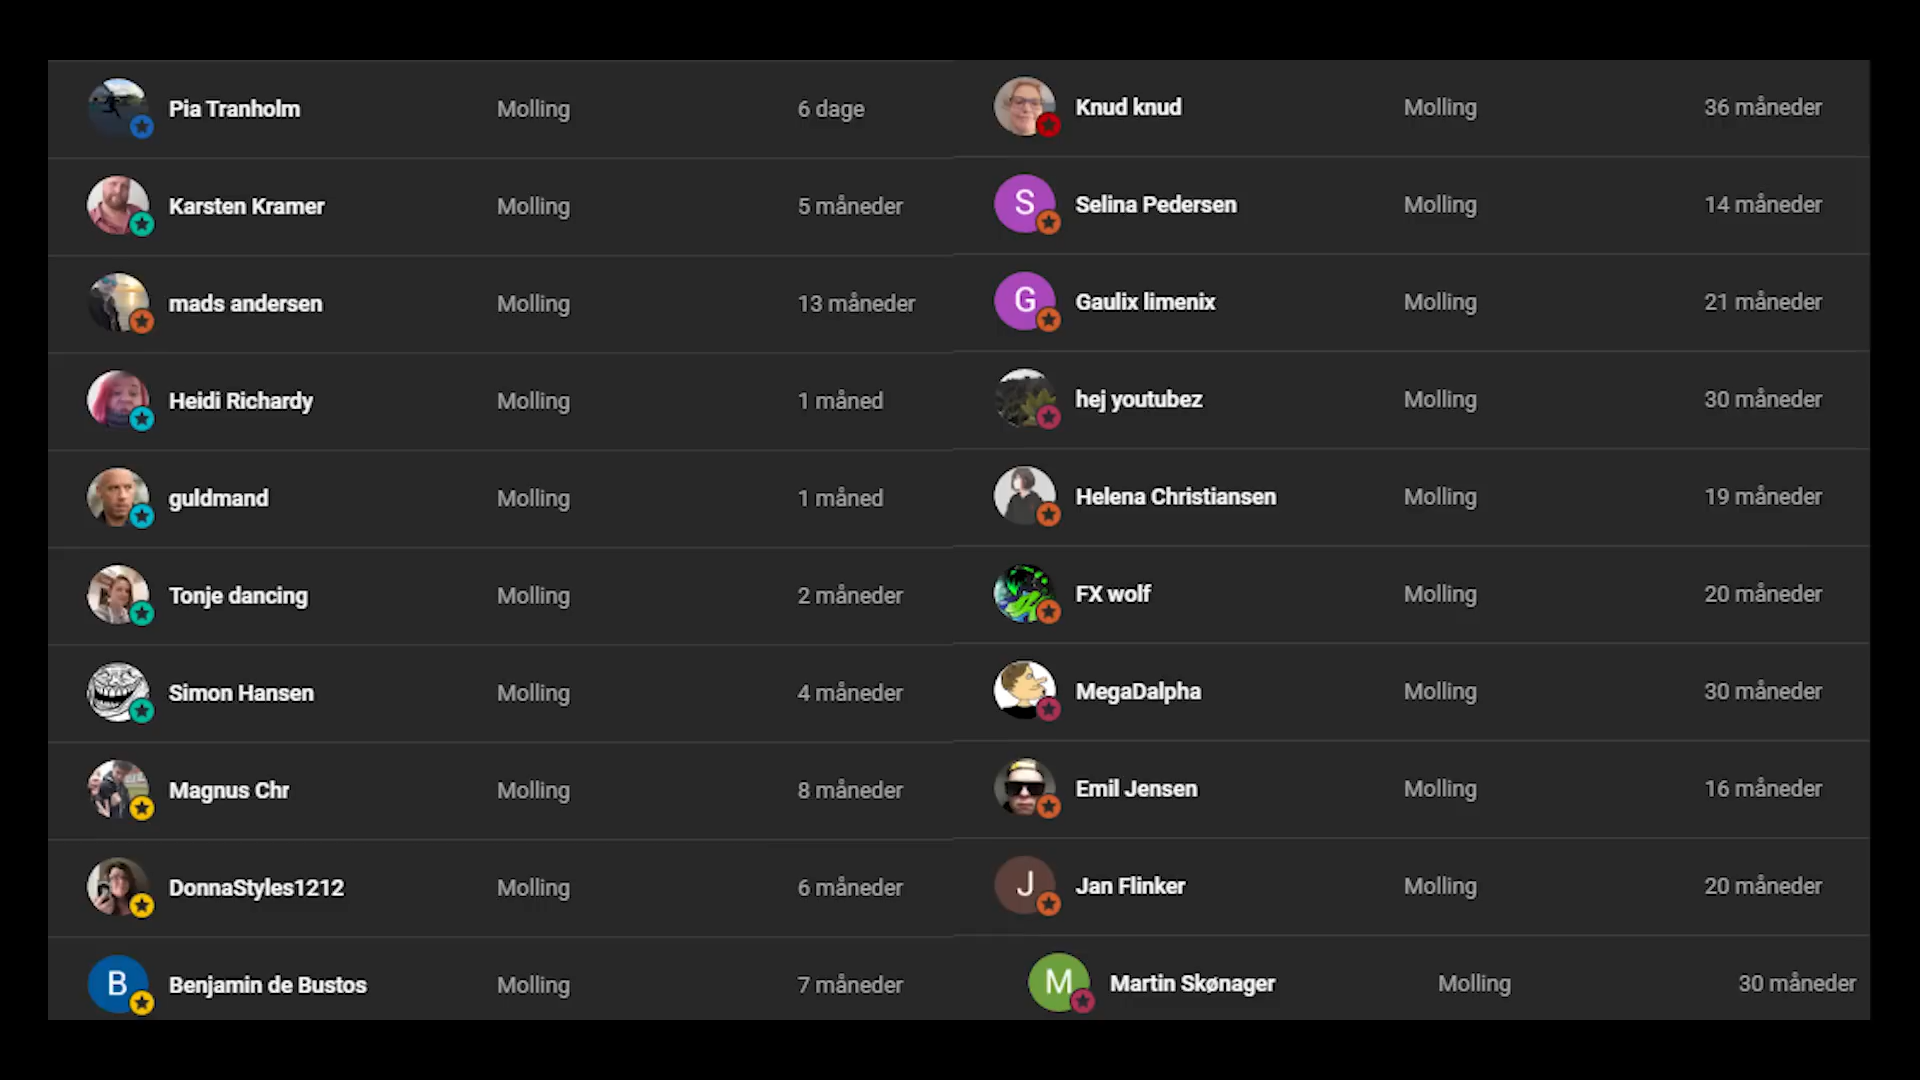 Pia Tranholm Molling 6 dage
Karsten Kramer Molling 5 måneder
mads andersen Molling 13 måneder
Heidi Richardy Molling 1 måned
guldmand Molling 1 måned
Tonje dancing Molling 2 måneder
Simon Hansen Molling 4 måneder
Magnus Chr Molling 8 måneder
DonnaStyles1212 Molling 6 måneder
B Benjamin de Bustos Molling 7 måneder
Knud knud Molling 36 måneder
S Selina Pedersen Molling 14 måneder
G Gaulix limenix Molling 21 måneder
hej youtubez Molling 30 måneder
Helena Christiansen Molling 19 måneder
FX wolf Molling 20 måneder
MegaDalpha Molling 30 måneder
Emil Jensen Molling 16 måneder
J Jan Flinker Molling 20 måneder
M Martin Skønager Molling 30 måneder